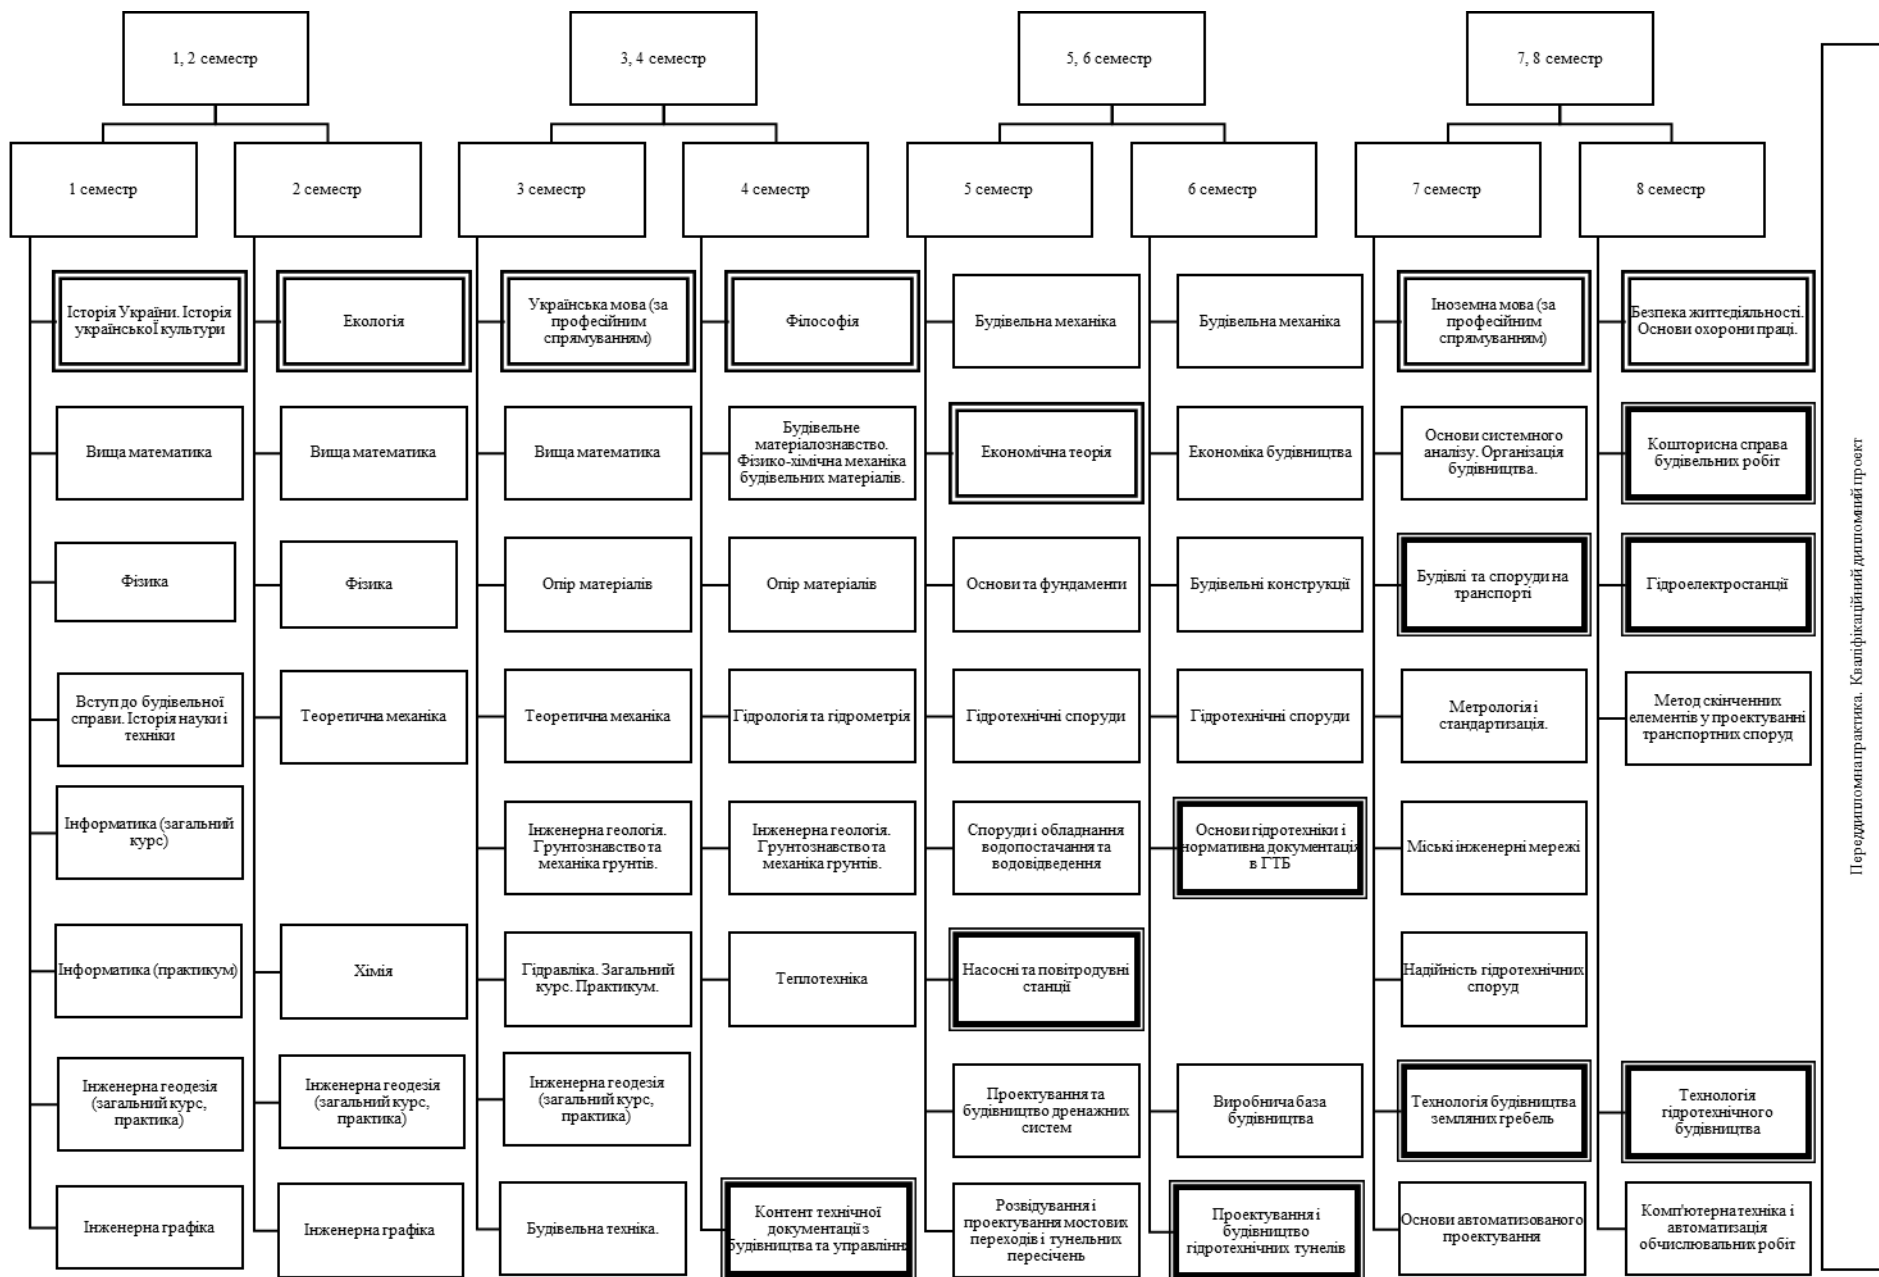 1, 2 семестр
3, 4 семестр
5, 6 семестр
7, 8 семестр
1 семестр
2 семестр
3 семестр
4 семестр
5 семестр
6 семестр
7 семестр
8 семестр
Історія України. Історія
української культури
Екологія
Українська мова (за
професійним
спрямуванням)
Філософія
Будівельна механіка
Будівельна механіка
Іноземна мова (за
професійним
спрямуванням)
Безпека життєдіяльності.
Основи охорони праці.
Вища математика
Вища математика
Вища математика
Будівельне
матеріалознавство.
Фізико-хімічна механіка
будівельних матеріалів.
Економічна теорія
Економіка будівництва
Основи системного
аналізу. Організація
будівництва.
Кошторисна справа
будівельних робіт
Фізика
Фізика
Опір матеріалів
Опір матеріалів
Основи та фундаменти
Будівельні конструкції
Будівлі та споруди на
транспорті
Гідроелектростанції
Вступ до будівельної
справи. Історія науки і
техніки
Теоретична механіка
Теоретична механіка
Гідрологія та гідрометрія
Гідротехнічні споруди
Гідротехнічні споруди
Метрологія і
стандартизація.
Метод скінченних
елементів у проектуванні
транспортних споруд
Інформатика (загальний
курс)
Інженерна геологія.
Грунтознавство та
механіка грунтів.
Інженерна геологія.
Грунтознавство та
механіка грунтів.
Споруди і обладнання
водопостачання та
водовідведення
Основи гідротехніки і
нормативна документація
в ГТБ
Міські інженерні мережі
Інформатика (практикум)
Хімія
Гідравліка. Загальний
курс. Практикум.
Теплотехніка
Насосні та повітродувні
станції
Надійність гідротехнічних
споруд
Інженерна геодезія
(загальний курс,
практика)
Інженерна геодезія
(загальний курс,
практика)
Інженерна геодезія
(загальний курс,
практика)
Проектування та
будівництво дренажних
систем
Виробнича база
будівництва
Технологія будівництва
земляних гребель
Технологія
гідротехнічного
будівництва
Інженерна графіка
Інженерна графіка
Будівельна техніка.
Контент технічної
документації з
будівництва та управління
Розвідування і
проектування мостових
переходів і тунельних
пересічень
Проектування і
будівництво
гідротехнічних тунелів
Основи автоматизованого
проектування
Комп'ютерна техніка і
автоматизація
обчислювальних робіт
Переддипломна практика. Кваліфікаційний дипломний проект